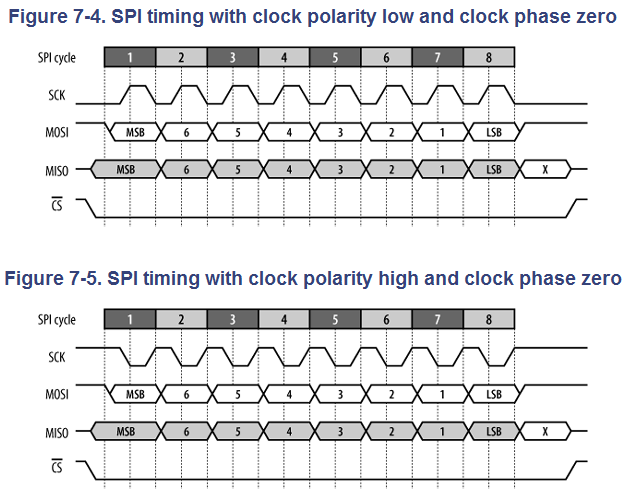 Figure 7-4. SPI timing with clock polarity low and clock phase zero
SPI cycle 1 2 3 4 5 6 7 8
SCK
MOSI MSB 6 5 4 3 2 1 LSB
MISO MSB 6 5 4 3 2 1 LSB X
CS
Figure 7-5. SPI timing with clock polarity high and clock phase zero
SPI cycle 1 2 3 4 5 6 7 8
SCK
MOSI MSB 6 5 4 3 2 1 LSB
MISO MSB 6 5 4 3 2 1 LSB X
CS